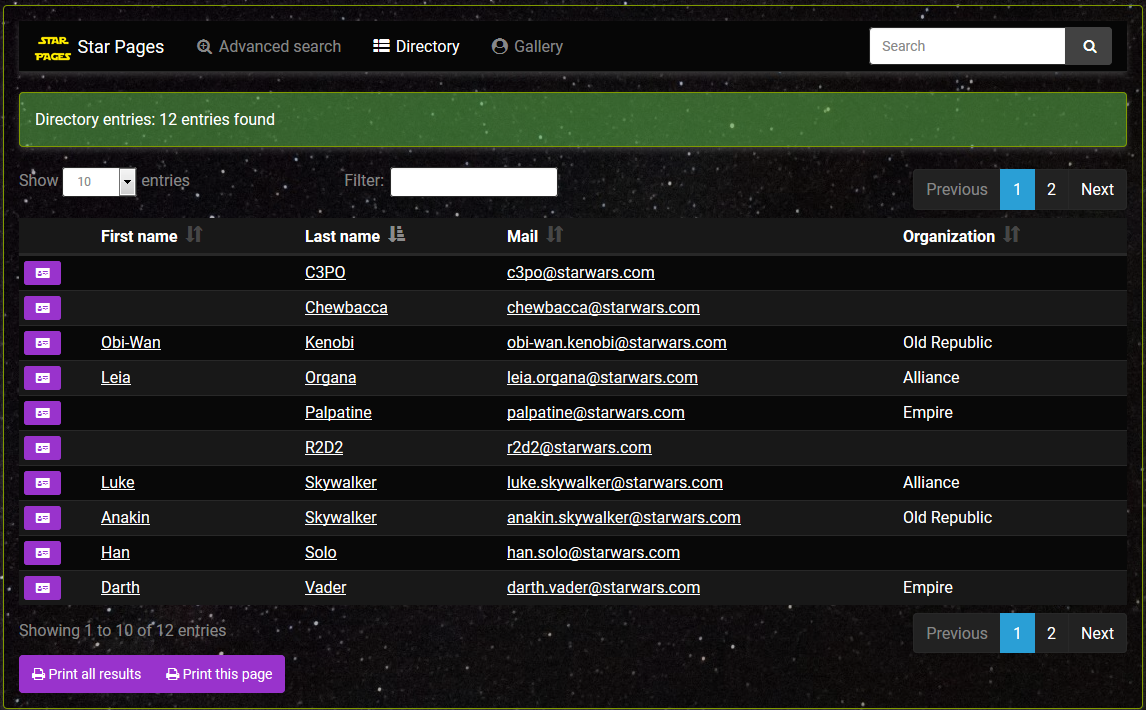 STAR PAGES Star Pages Advanced search Directory Gallery Search
Directory entries: 12 entries found
Show 10 entries Filter: Previous 1 2 Next
First name Last name Mail Organization
C3PO c3po@starwars.com
Chewbacca chewbacca@starwars.com
Obi-Wan Kenobi obi-wan.kenobi@starwars.com Old Republic
Leia Organa leia.organa@starwars.com Alliance
Palpatine palpatine@starwars.com Empire
R2D2 r2d2@starwars.com
Luke Skywalker luke.skywalker@starwars.com Alliance
Anakin Skywalker anakin.skywalker@starwars.com Old Republic
Han Solo han.solo@starwars.com
Darth Vader darth.vader@starwars.com Empire
Showing 1 to 10 of 12 entries Previous 1 2 Next
Print all results Print this page